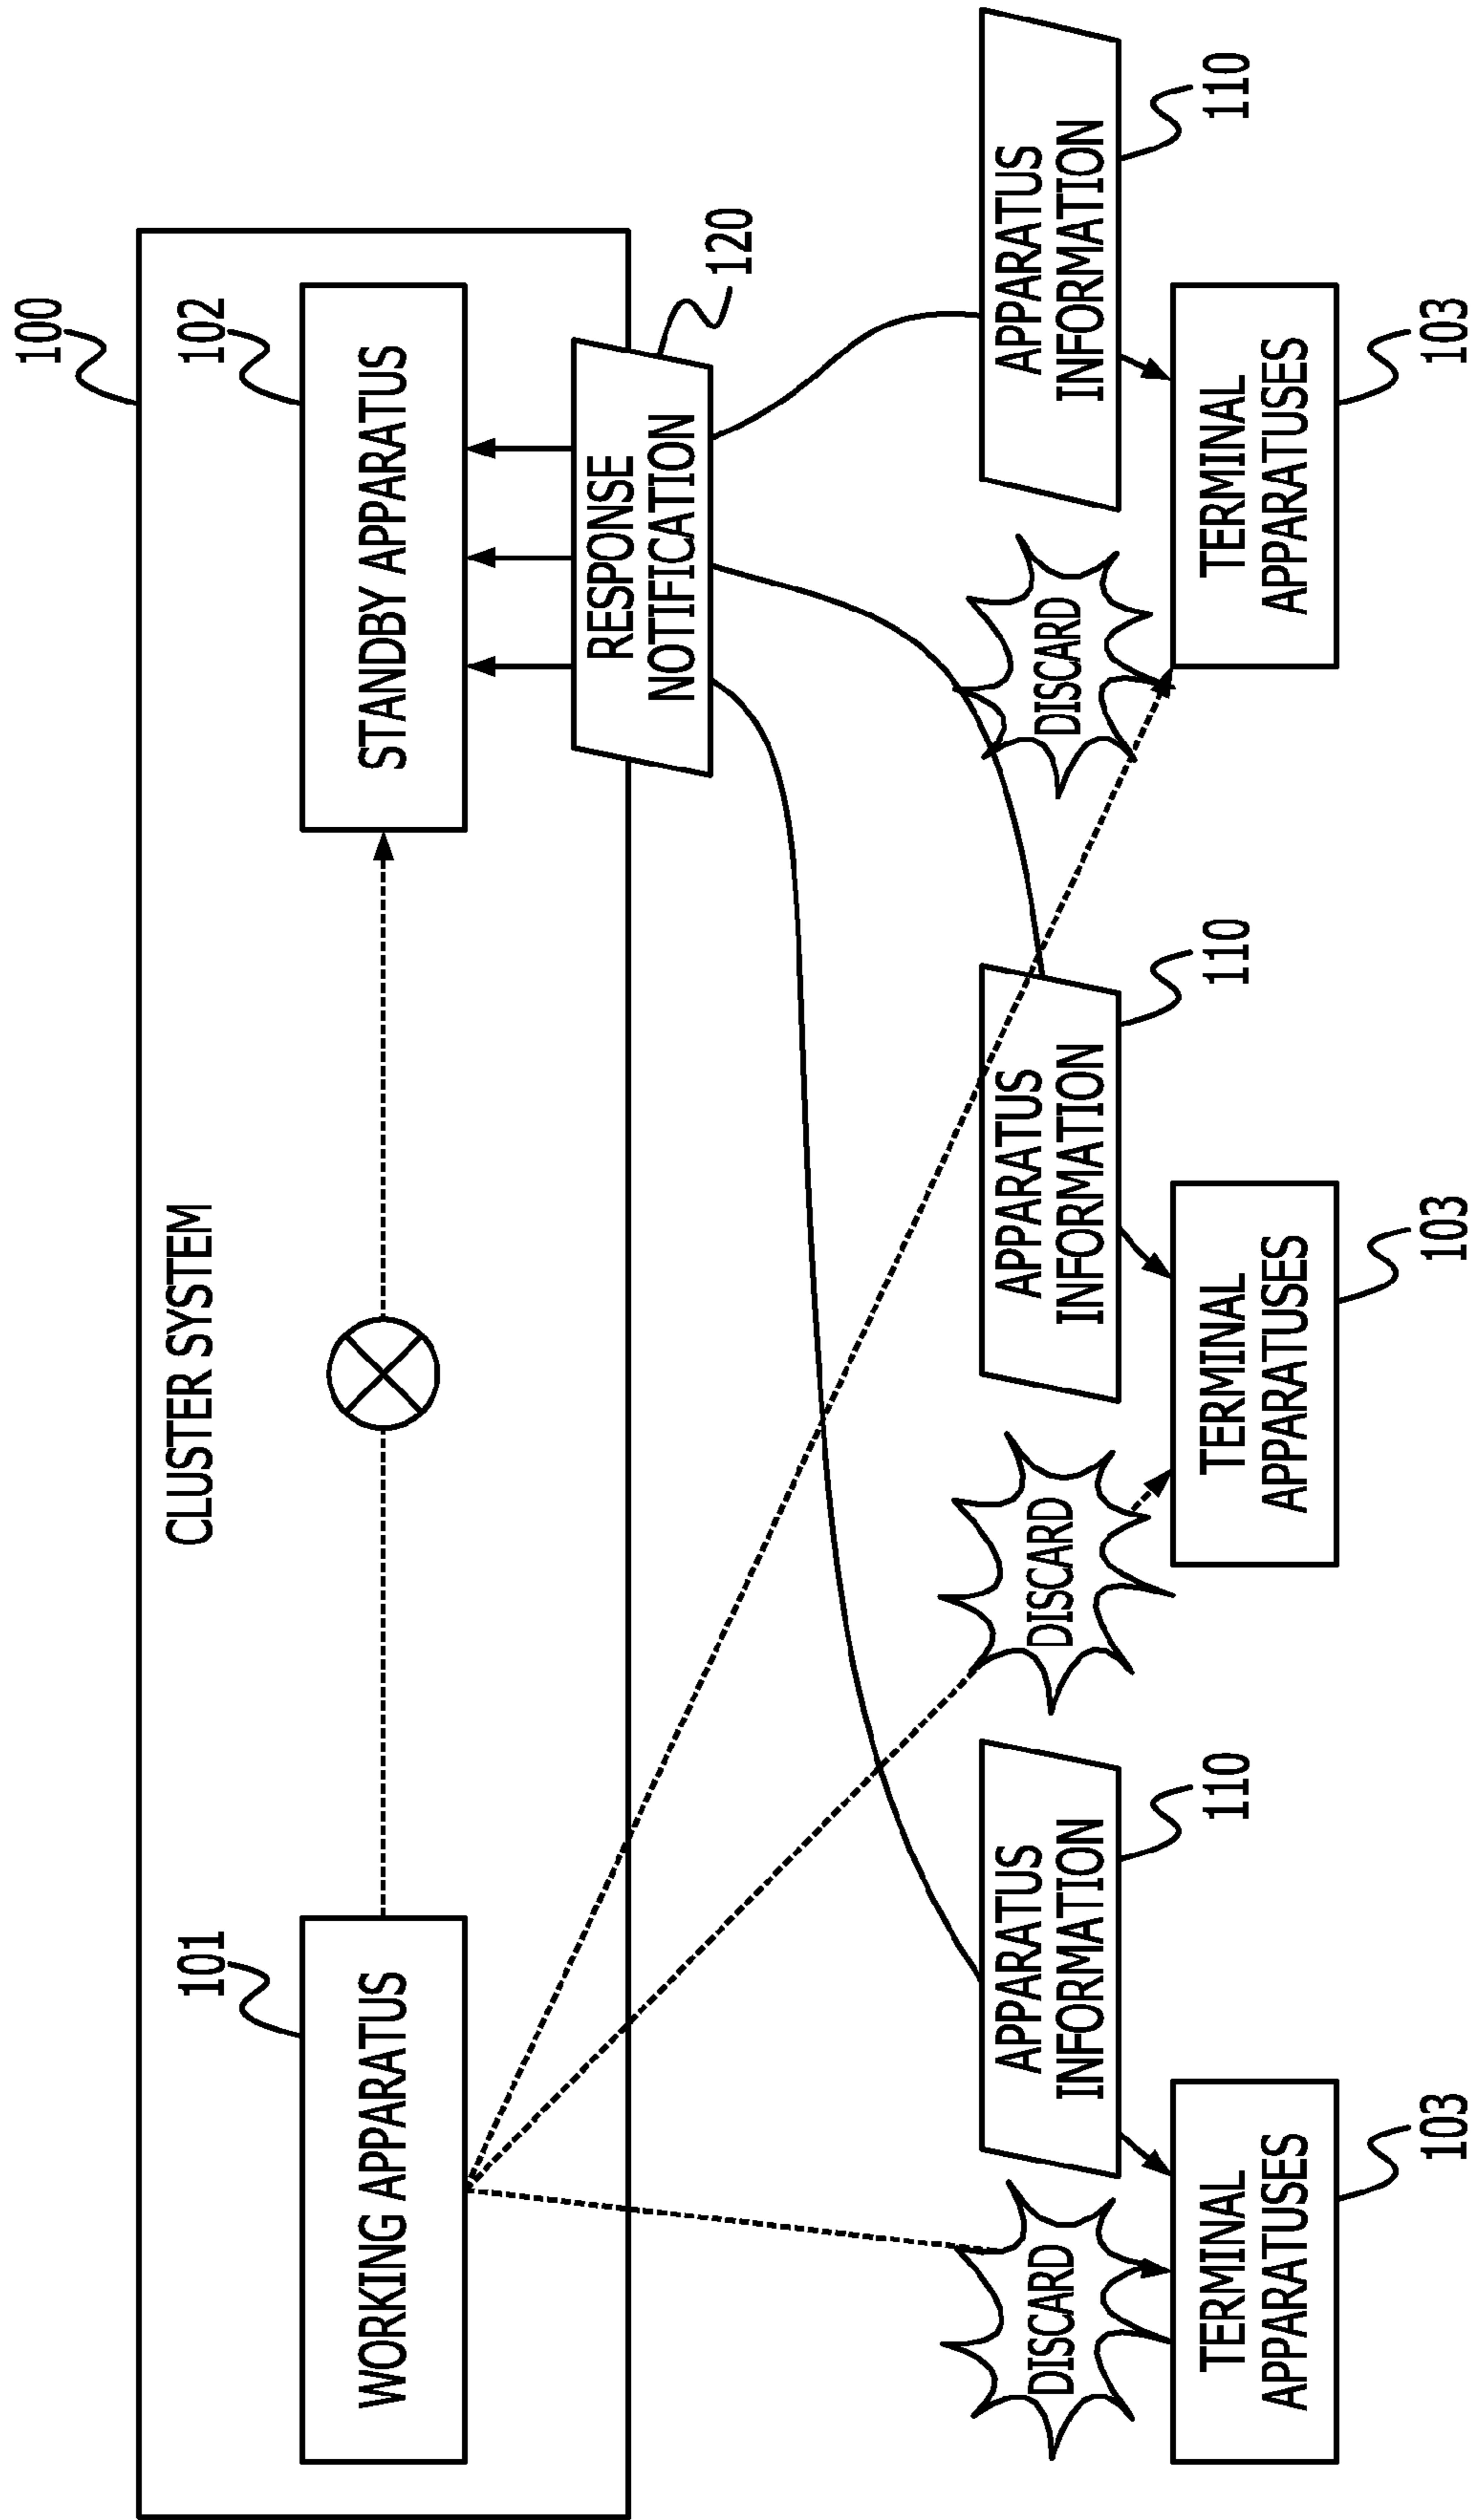 100
CLUSTER SYSTEM
101
102
WORKING APPARATUS
STANDBY APPARATUS
RESPONSE
NOTIFICATION
120
DISCARD
APPARATUS
INFORMATION
110
DISCARD
APPARATUS
INFORMATION
110
DISCARD
APPARATUS
INFORMATION
110
TERMINAL
APPARATUSES
103
TERMINAL
APPARATUSES
103
TERMINAL
APPARATUSES
103